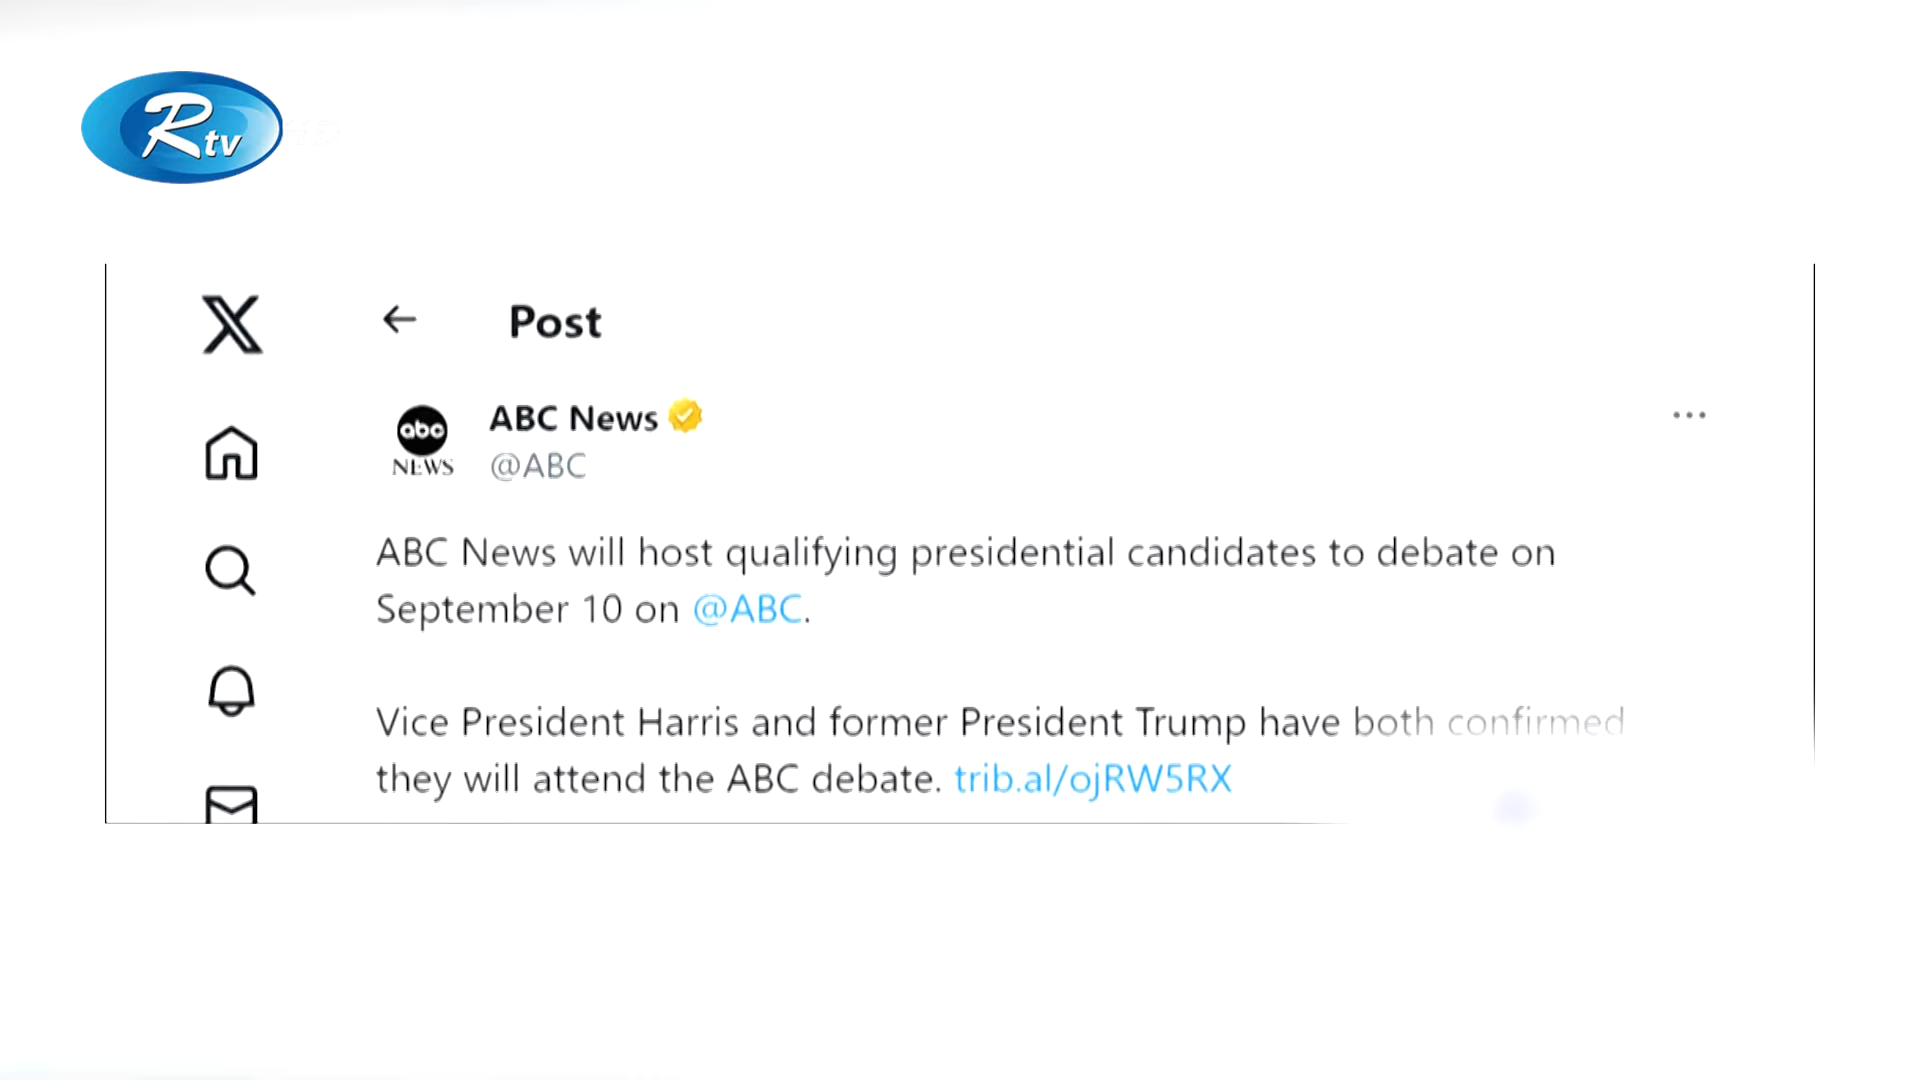 Rtv
Post
abc
NEWS
ABC News
@ABC
ABC News will host qualifying presidential candidates to debate on
September 10 on @ABC.
Vice President Harris and former President Trump have both confirmed
they will attend the ABC debate. trib.al/ojRW5RX